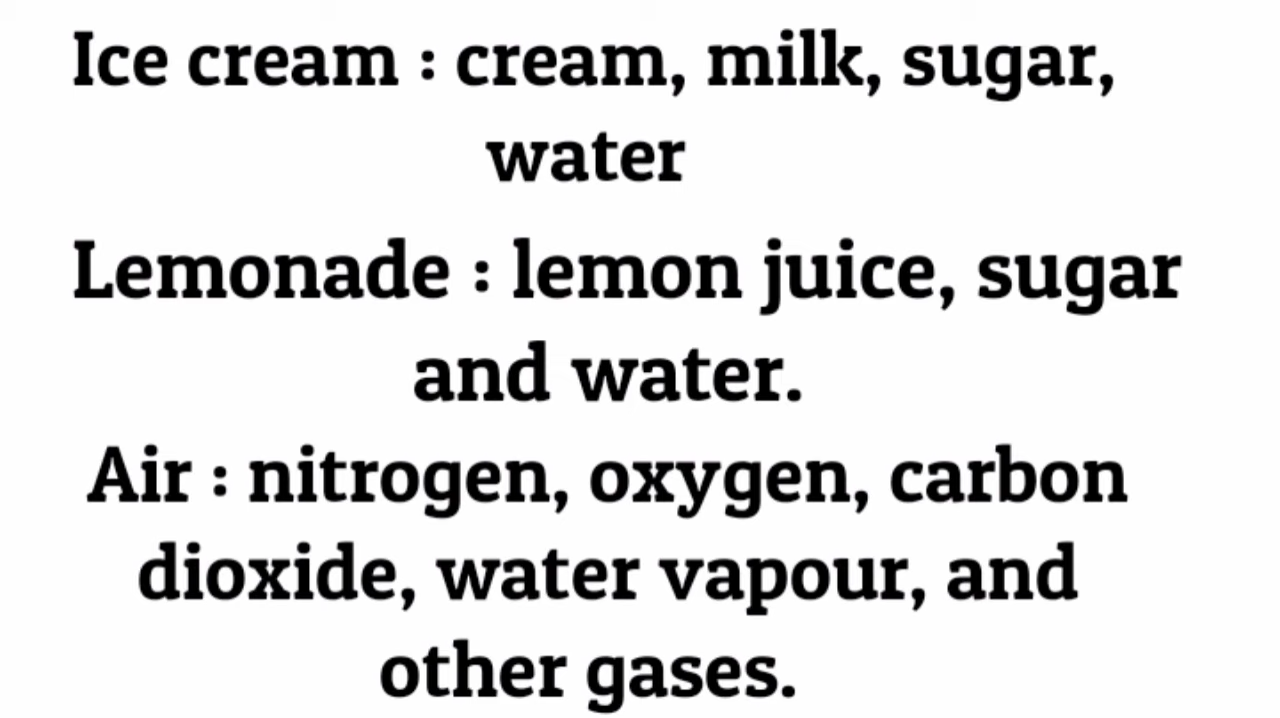 Ice cream : cream, milk, sugar,
water
Lemonade : lemon juice, sugar
and water.
Air : nitrogen, oxygen, carbon
dioxide, water vapour, and
other gases.